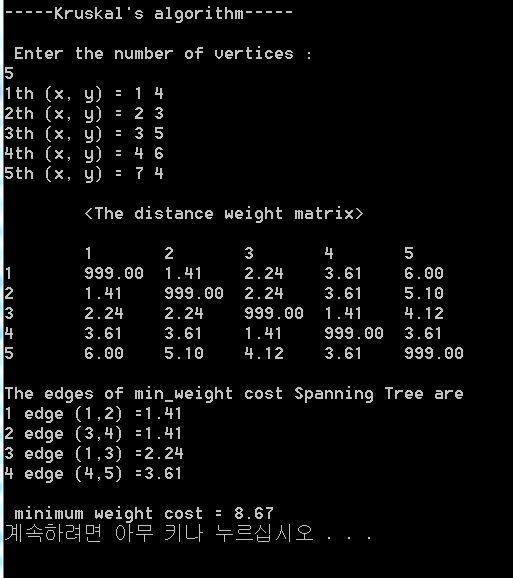 -----Kruskal's algorithm-----
Enter the number of vertices :
5
1th (x, y) = 1 4
2th (x, y) = 2 3
3th (x, y) = 3 5
4th (x, y) = 4 6
5th (x, y) = 7 4
<The distance weight matrix>
1 2 3 4 5
1 999.00 1.41 2.24 3.61 6.00
2 1.41 999.00 2.24 3.61 5.10
3 2.24 2.24 999.00 1.41 4.12
4 3.61 3.61 1.41 999.00 3.61
5 6.00 5.10 4.12 3.61 999.00
The edges of min_weight cost Spanning Tree are
1 edge (1,2) =1.41
2 edge (3,4) =1.41
3 edge (1,3) =2.24
4 edge (4,5) =3.61
minimum weight cost = 8.67
계속하려면 아무 키나 누르십시오 . . .